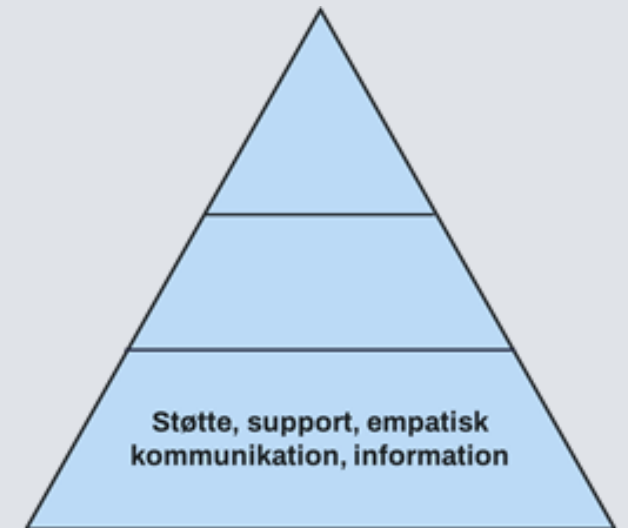 Støtte, support, empatisk
kommunikation, information